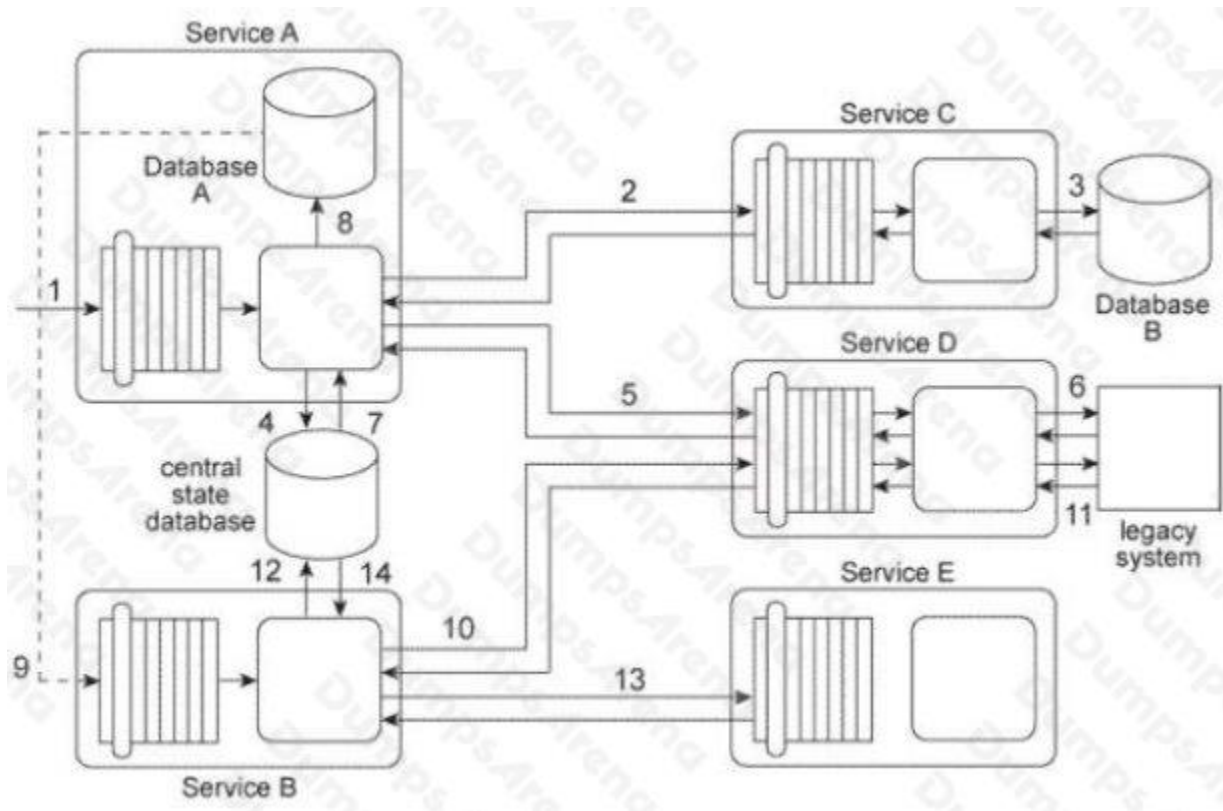 Service A
Database
A
8
1
2
Service C
3
Database
B
Service D
4
7
5
6
central
state
database
11
legacy
system
12
14
10
Service E
9
13
Service B
DumpsArena